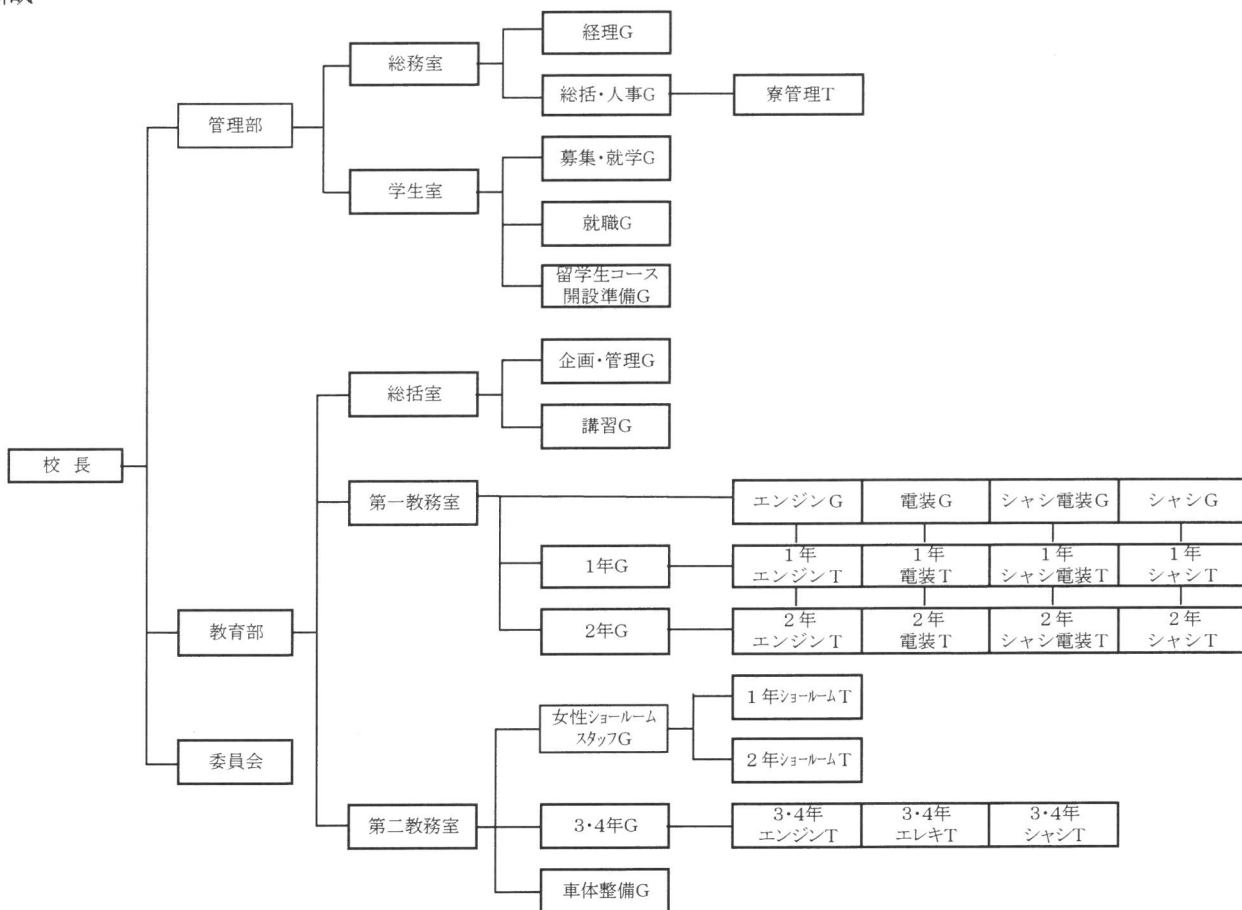 経理G
総務室
総括・人事G
寮管理T
管理部
募集・就学G
学生室
就職G
留学生コース
開設準備G
企画・管理G
総括室
講習G
校 長
第一教務室
エンジンG
電装G
シャシ電装G
シャシG
1年G
1年
エンジンT
1年
電装T
1年
シャシ電装T
1年
シャシT
教育部
2年G
2年
エンジンT
2年
電装T
2年
シャシ電装T
2年
シャシT
女性ショールーム
スタッフG
1年ショールームT
2年ショールームT
委員会
第二教務室
3・4年G
3・4年
エンジンT
3・4年
エレキT
3・4年
シャシT
車体整備G